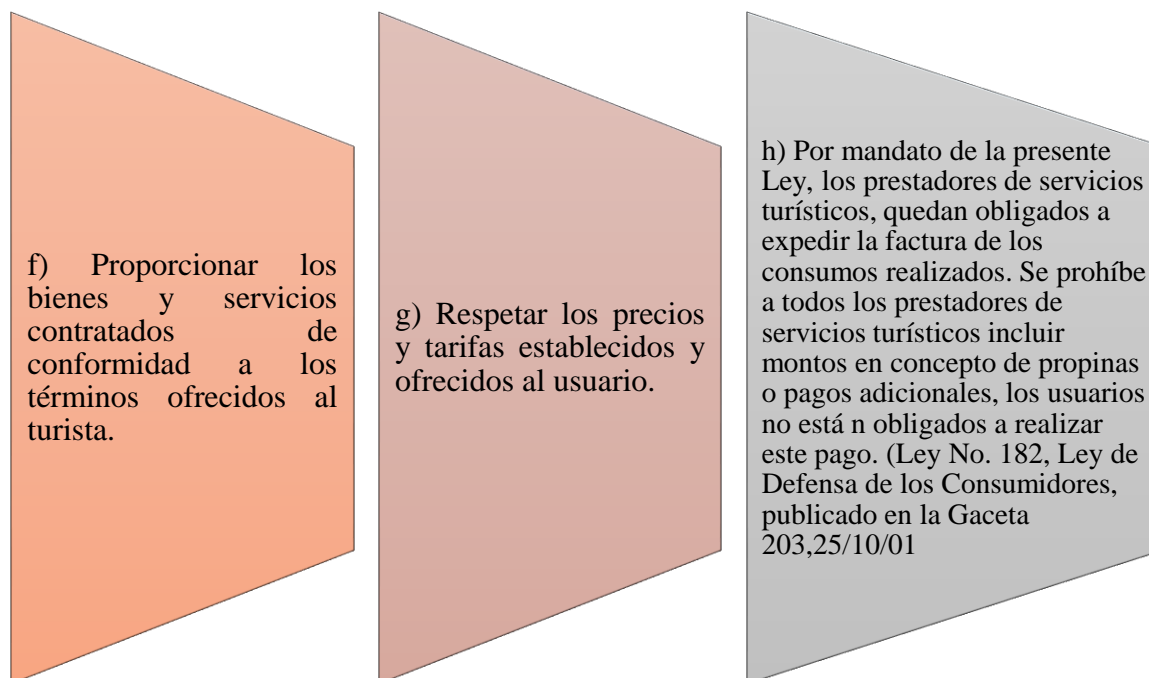 f) Proporcionar los
bienes y servicios
contratados de
conformidad a los
términos ofrecidos al
turista.
g) Respetar los precios
y tarifas establecidos y
ofrecidos al usuario.
h) Por mandato de la presente
Ley, los prestadores de servicios
turísticos, quedan obligados a
expedir la factura de los
consumos realizados. Se prohíbe
a todos los prestadores de
servicios turísticos incluir
montos en concepto de propinas
o pagos adicionales, los usuarios
no está n obligados a realizar
este pago. (Ley No. 182, Ley de
Defensa de los Consumidores,
publicado en la Gaceta
203,25/10/01